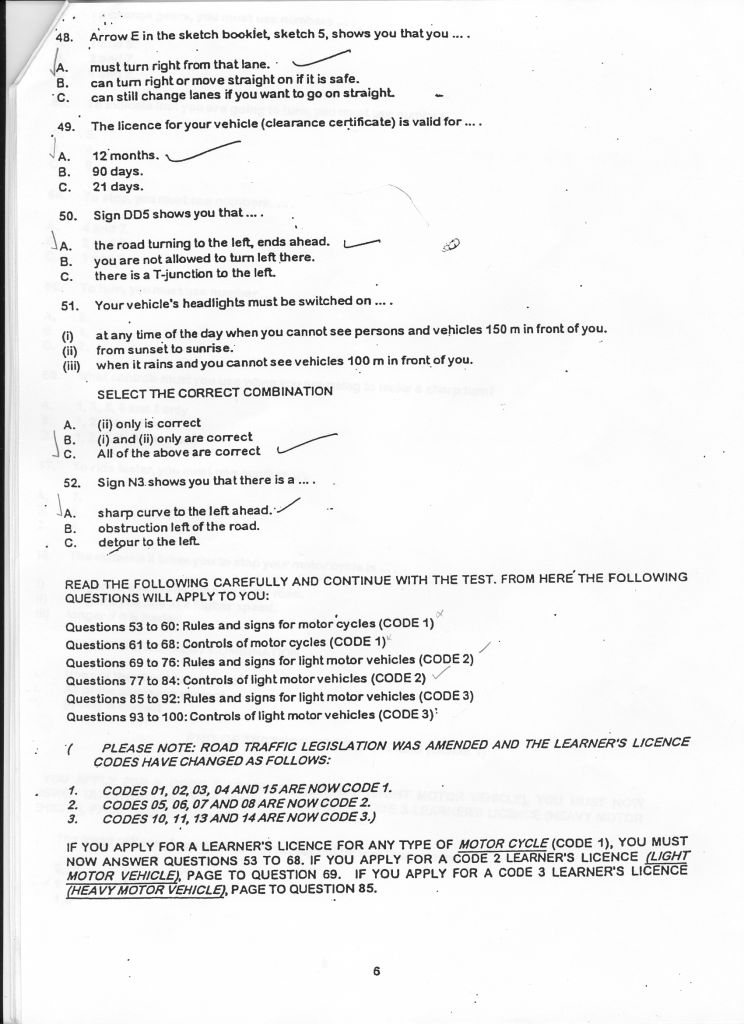 48. Arrow E in the sketch booklet, sketch 5, shows you that you ... .
A. must turn right from that lane.
B. can turn right or move straight on if it is safe.
C. can still change lanes if you want to go on straight.
49. The licence for your vehicle (clearance certificate) is valid for ... .
A. 12 months.
B. 90 days.
C. 21 days.
50. Sign DD5 shows you that ... .
A. the road turning to the left, ends ahead.
B. you are not allowed to turn left there.
C. there is a T-junction to the left.
51. Your vehicle's headlights must be switched on ... .
(i) at any time of the day when you cannot see persons and vehicles 150 m in front of you.
(ii) from sunset to sunrise.
(iii) when it rains and you cannot see vehicles 100 m in front of you.
SELECT THE CORRECT COMBINATION
A. (ii) only is correct
B. (i) and (ii) only are correct
C. All of the above are correct
52. Sign N3 shows you that there is a ... .
A. sharp curve to the left ahead.
B. obstruction left of the road.
C. detour to the left.
READ THE FOLLOWING CAREFULLY AND CONTINUE WITH THE TEST. FROM HERE THE FOLLOWING
QUESTIONS WILL APPLY TO YOU:
Questions 53 to 60: Rules and signs for motor cycles (CODE 1)
Questions 61 to 68: Controls of motor cycles (CODE 1)
Questions 69 to 76: Rules and signs for light motor vehicles (CODE 2)
Questions 77 to 84: Controls of light motor vehicles (CODE 2)
Questions 85 to 92: Rules and signs for light motor vehicles (CODE 3)
Questions 93 to 100: Controls of light motor vehicles (CODE 3)
( PLEASE NOTE: ROAD TRAFFIC LEGISLATION WAS AMENDED AND THE LEARNER'S LICENCE
CODES HAVE CHANGED AS FOLLOWS:
1. CODES 01, 02, 03, 04 AND 15 ARE NOW CODE 1.
2. CODES 05, 06, 07 AND 08 ARE NOW CODE 2.
3. CODES 10, 11, 13 AND 14 ARE NOW CODE 3.)
IF YOU APPLY FOR A LEARNER'S LICENCE FOR ANY TYPE OF MOTOR CYCLE (CODE 1), YOU MUST
NOW ANSWER QUESTIONS 53 TO 68. IF YOU APPLY FOR A CODE 2 LEARNER'S LICENCE (LIGHT
MOTOR VEHICLE), PAGE TO QUESTION 69. IF YOU APPLY FOR A CODE 3 LEARNER'S LICENCE
(HEAVY MOTOR VEHICLE), PAGE TO QUESTION 85.
6